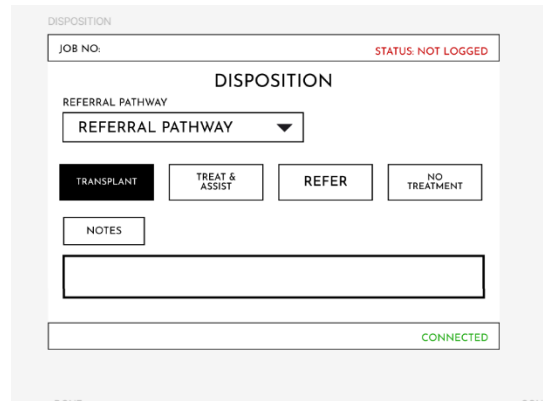 DISPOSITION
JOB NO:
STATUS: NOT LOGGED
DISPOSITION
REFERRAL PATHWAY
REFERRAL PATHWAY
TRANSPLANT
TREAT &
ASSIST
REFER
NO
TREATMENT
NOTES
CONNECTED